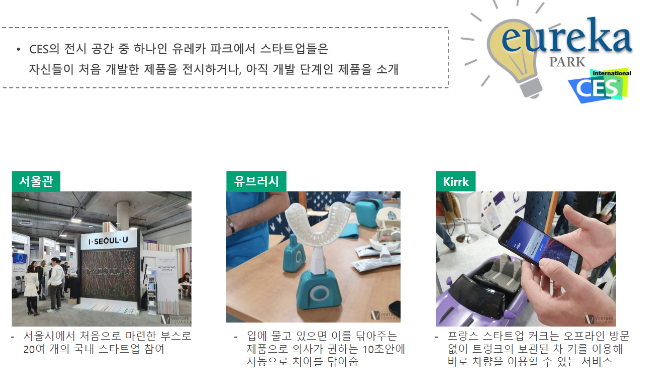 • CES의 전시 공간 중 하나인 유레카 파크에서 스타트업들은
자신들이 처음 개발한 제품을 전시하거나, 아직 개발 단계인 제품을 소개
eureka
PARK
International
CES
서울관
유브러시
Kirrk
I·SEOUL·U
- 서울시에서 처음으로 마련한 부스로
20여 개의 국내 스타트업 참여
- 입에 물고 있으면 이를 닦아주는
제품으로 의사가 권하는 10초안에
자동으로 치아를 닦아줌
- 프랑스 스타트업 커크는 오프라인 방문
없이 트렁크의 보관된 차 키를 이용해
바로 차량을 이용할 수 있는 서비스